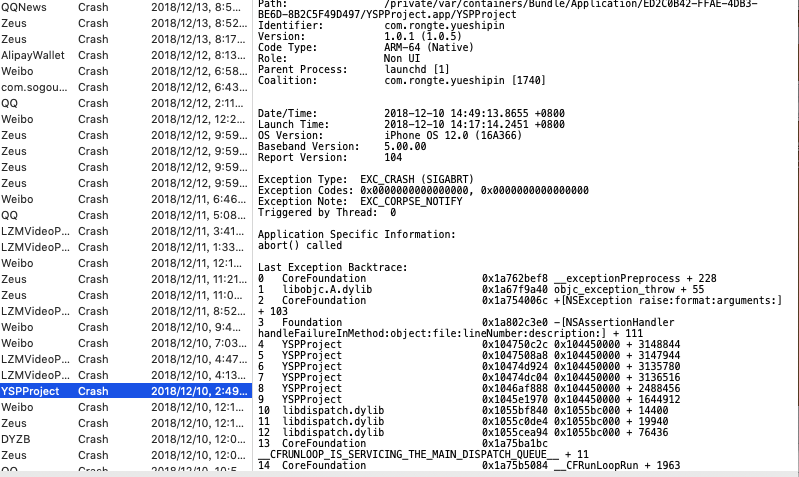 QQNews Crash 2018/12/13, 8:5...
Zeus Crash 2018/12/13, 8:52...
Zeus Crash 2018/12/13, 8:17...
AlipayWallet Crash 2018/12/12, 8:13...
Weibo Crash 2018/12/12, 6:58...
com.sogou... Crash 2018/12/12, 6:43...
QQ Crash 2018/12/12, 2:11...
Weibo Crash 2018/12/12, 12:2...
Zeus Crash 2018/12/12, 9:59...
Zeus Crash 2018/12/12, 9:59...
Zeus Crash 2018/12/12, 9:59...
Zeus Crash 2018/12/12, 9:59...
Weibo Crash 2018/12/11, 6:46...
QQ Crash 2018/12/11, 5:08...
LZMVideoP... Crash 2018/12/11, 3:41...
LZMVideoP... Crash 2018/12/11, 1:33...
Weibo Crash 2018/12/11, 12:1...
Zeus Crash 2018/12/11, 11:21...
Zeus Crash 2018/12/11, 11:0...
LZMVideoP... Crash 2018/12/11, 8:52...
Weibo Crash 2018/12/10, 9:4...
Weibo Crash 2018/12/10, 7:03...
LZMVideoP... Crash 2018/12/10, 4:47...
LZMVideoP... Crash 2018/12/10, 4:13...
YSPProject Crash 2018/12/10, 2:49...
Weibo Crash 2018/12/10, 12:1...
Zeus Crash 2018/12/10, 12:1...
DYZB Crash 2018/12/10, 12:0...
Zeus Crash 2018/12/10, 12:0...
QQ Crash 2018/12/10, 10:5...
Path: /private/var/containers/Bundle/Application/ED2C0B42-FFAE-4DB3-
BE6D-8B2C5F49D497/YSPProject.app/YSPProject
Identifier: com.rongte.yueshipin
Version: 1.0.1 (1.0.5)
Code Type: ARM-64 (Native)
Role: Non UI
Parent Process: launchd [1]
Coalition: com.rongte.yueshipin [1740]
Date/Time: 2018-12-10 14:49:13.8655 +0800
Launch Time: 2018-12-10 14:17:14.2451 +0800
OS Version: iPhone OS 12.0 (16A366)
Baseband Version: 5.00.00
Report Version: 104
Exception Type: EXC_CRASH (SIGABRT)
Exception Codes: 0x0000000000000000, 0x0000000000000000
Exception Note: EXC_CORPSE_NOTIFY
Triggered by Thread: 0
Application Specific Information:
abort() called
Last Exception Backtrace:
0 CoreFoundation 0x1a762bef8 __exceptionPreprocess + 228
1 libobjc.A.dylib 0x1a67f9a40 objc_exception_throw + 55
2 CoreFoundation 0x1a754006c +[NSException raise:format:arguments:]
+ 103
3 Foundation 0x1a802c3e0 -[NSAssertionHandler
handleFailureInMethod:object:file:lineNumber:description:] + 111
4 YSPProject 0x104750c2c 0x104450000 + 3148844
5 YSPProject 0x1047508a8 0x104450000 + 3147944
6 YSPProject 0x10474d924 0x104450000 + 3135780
7 YSPProject 0x10474dc04 0x104450000 + 3136516
8 YSPProject 0x1046af888 0x104450000 + 2488456
9 YSPProject 0x1045e1970 0x104450000 + 1644912
10 libdispatch.dylib 0x1055bf840 0x1055bc000 + 14400
11 libdispatch.dylib 0x1055c0de4 0x1055bc000 + 19940
12 libdispatch.dylib 0x1055cea94 0x1055bc000 + 76436
13 CoreFoundation 0x1a75ba1bc
__CFRUNLOOP_IS_SERVICING_THE_MAIN_DISPATCH_QUEUE__ + 11
14 CoreFoundation 0x1a75b5084 __CFRunLoopRun + 1963